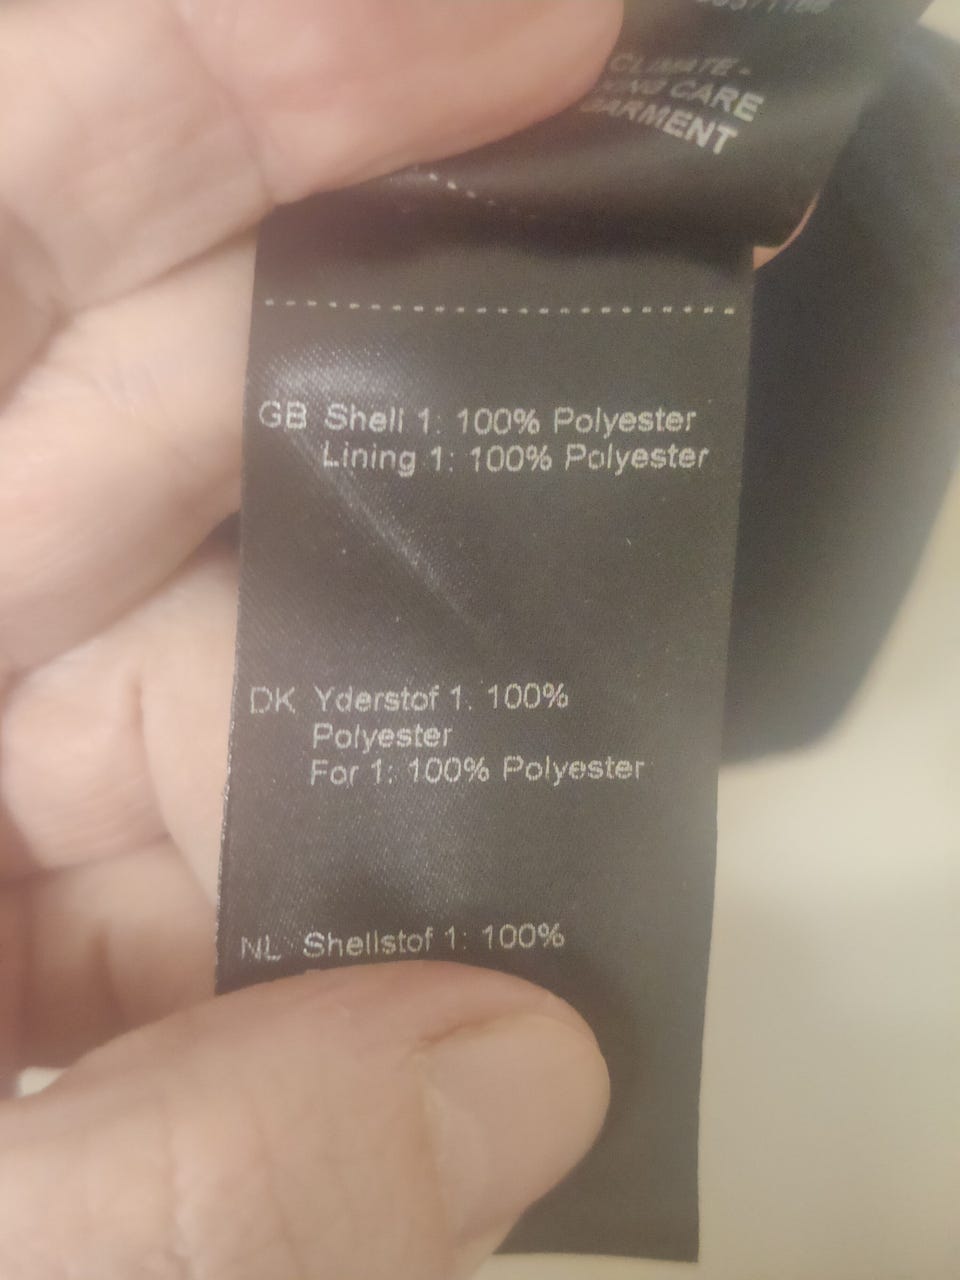 CLIMATE -
CARE
GARMENT
GB Shell 1: 100% Polyester
Lining 1: 100% Polyester
DK Yderstof 1. 100%
Polyester
For 1: 100% Polyester
NL Shellstof 1: 100%